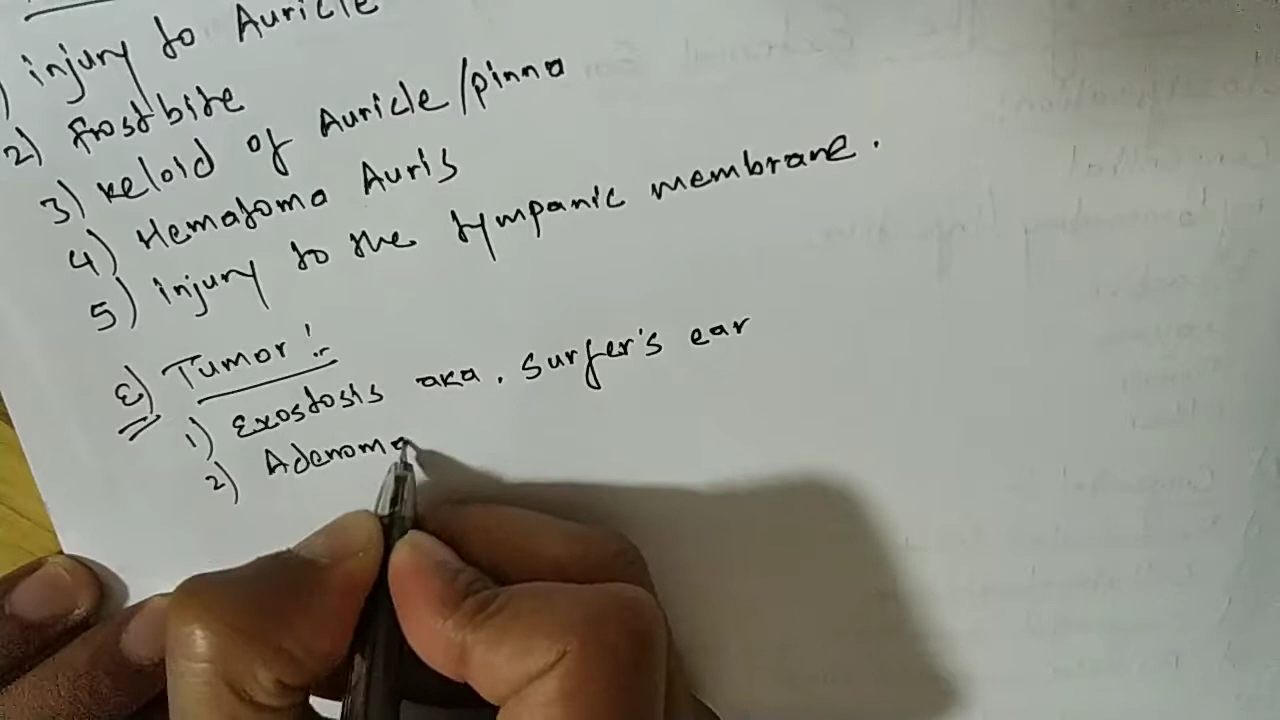 ) injury to Auricle
2) Frostbite
3) Keloid of Auricle/pinna
4) Hematoma Auris
5) injury to the tympanic membrane.
E) Tumor:-
1) Exostosis aka. surfer's ear
2) Adenoma